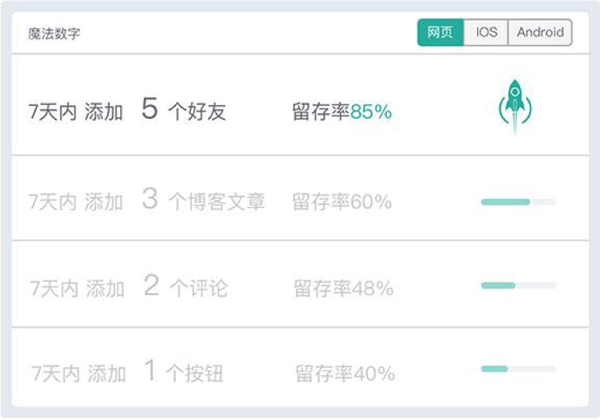 魔法数字 网页 IOS Android
7天内 添加 5 个好友 留存率85%
7天内 添加 3 个博客文章 留存率60%
7天内 添加 2 个评论 留存率48%
7天内 添加 1 个按钮 留存率40%